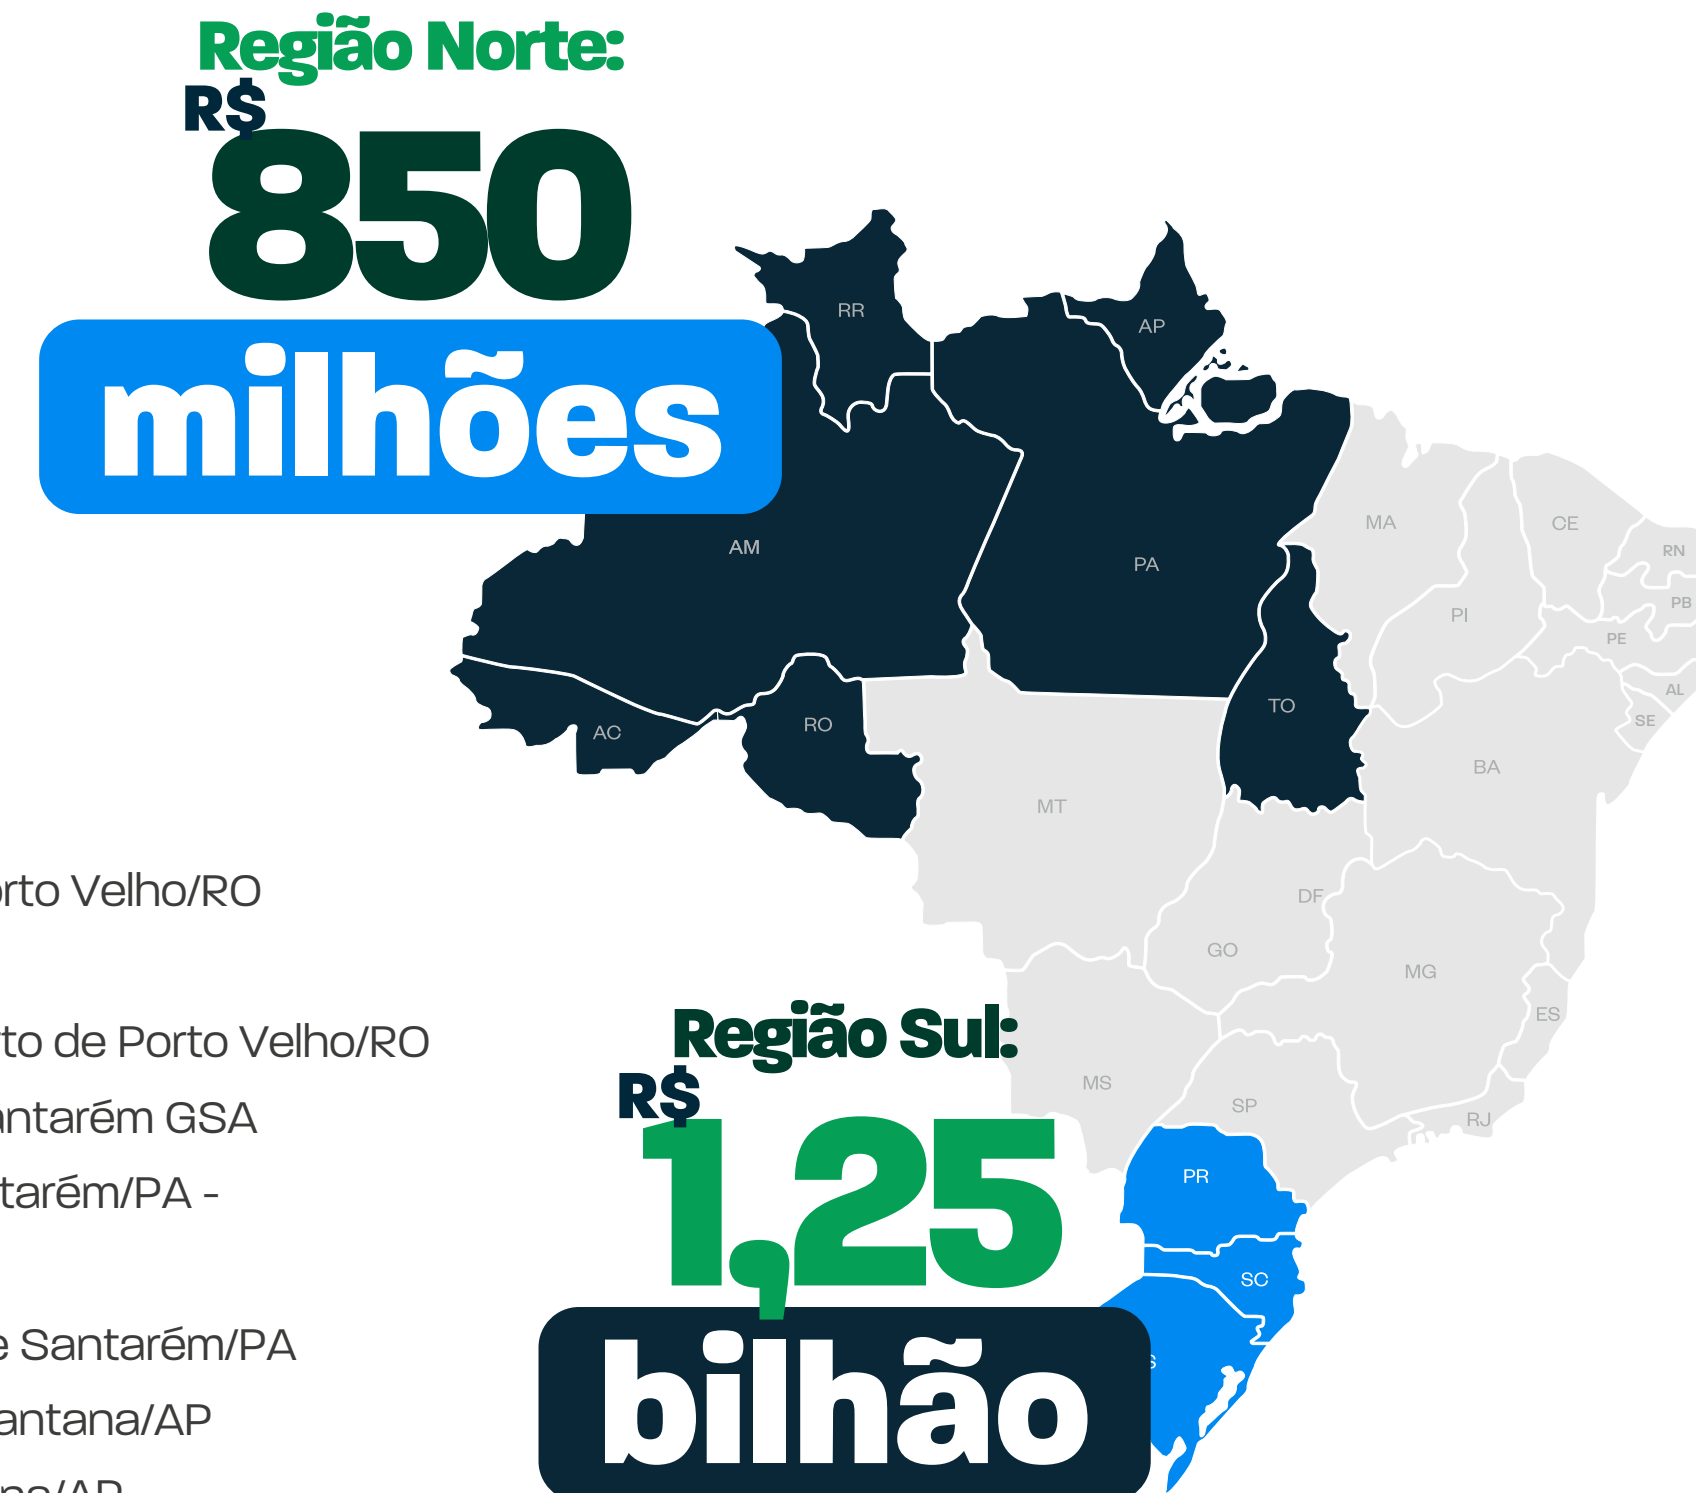 Região Norte:
R$
850
milhões
RR
AP
AM
PA
MA
CE
RN
PB
PI
PE
AL
SE
TO
AC
RO
BA
MT
DF
GO
MG
ES
orto Velho/RO
to de Porto Velho/RO
antarém GSA
tarém/PA -
e Santarém/PA
antana/AP
Região Sul:
R$
1,25
bilhão
MS
SP
RJ
PR
SC
S